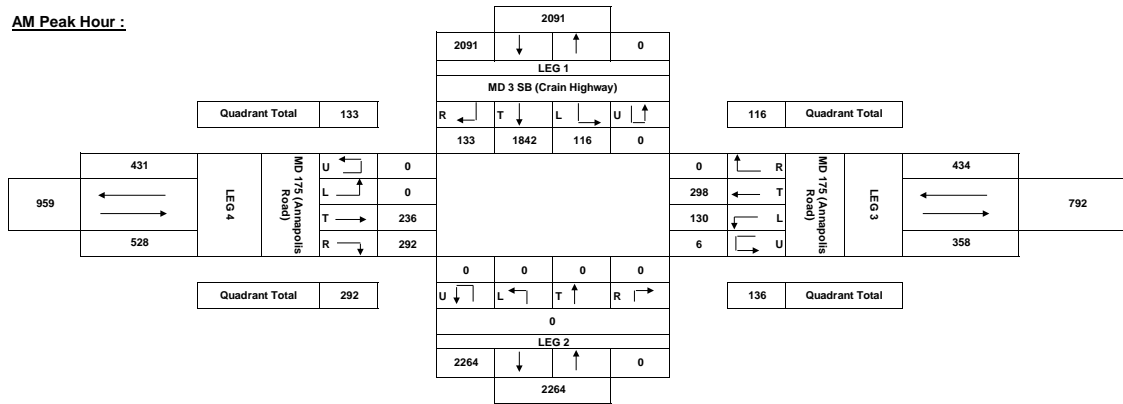 AM Peak Hour :
2091
2091 0
LEG 1
MD 3 SB (Crain Highway)
Quadrant Total 133
R T L U
116 Quadrant Total
133 1842 116 0
431
959
528
LEG 4
MD 175 (Annapolis Road)
U 0
L 0
T 236
R 292
0 R
298 T
130 L
6 U
MD 175 (Annapolis Road)
LEG 3
434
792
358
0 0 0 0
Quadrant Total 292
U L T R
136 Quadrant Total
0
LEG 2
2264 0
2264